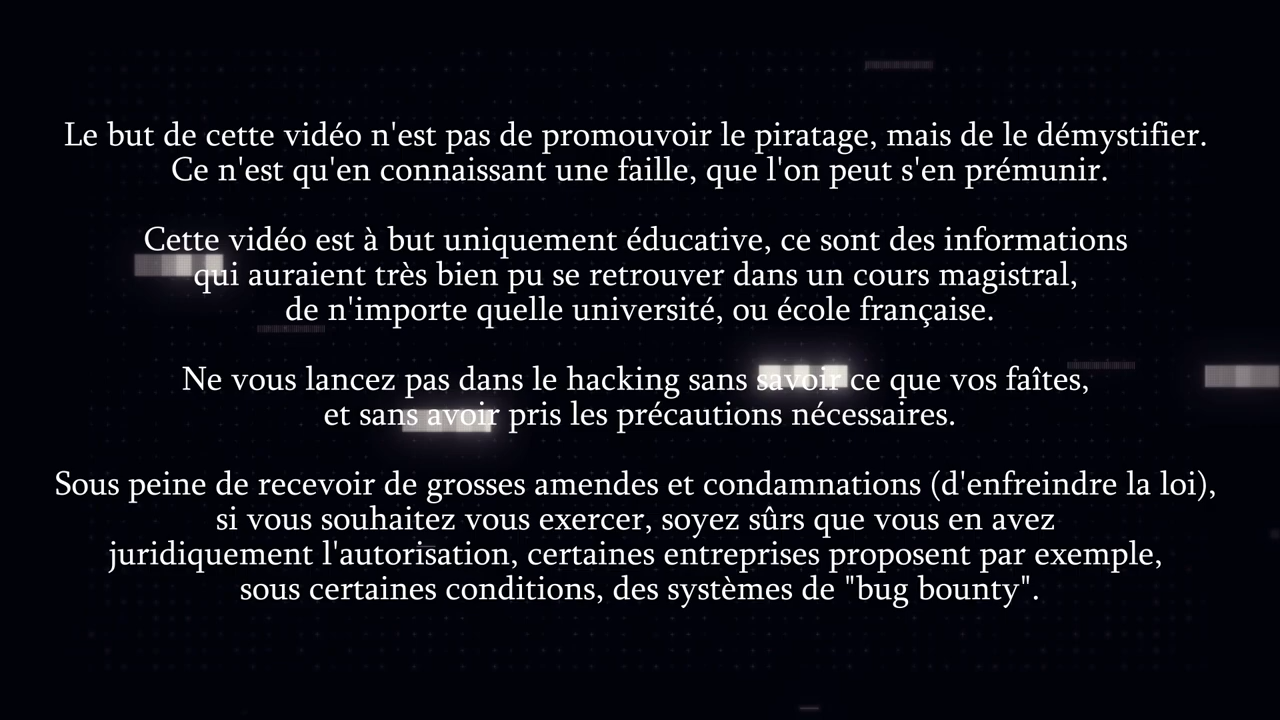 Le but de cette vidéo n'est pas de promouvoir le piratage, mais de le démystifier.
Ce n'est qu'en connaissant une faille, que l'on peut s'en prémunir.
Cette vidéo est à but uniquement éducative, ce sont des informations
qui auraient très bien pu se retrouver dans un cours magistral,
de n'importe quelle université, ou école française.
Ne vous lancez pas dans le hacking sans savoir ce que vos faîtes,
et sans avoir pris les précautions nécessaires.
Sous peine de recevoir de grosses amendes et condamnations (d'enfreindre la loi),
si vous souhaitez vous exercer, soyez sûrs que vous en avez
juridiquement l'autorisation, certaines entreprises proposent par exemple,
sous certaines conditions, des systèmes de "bug bounty".